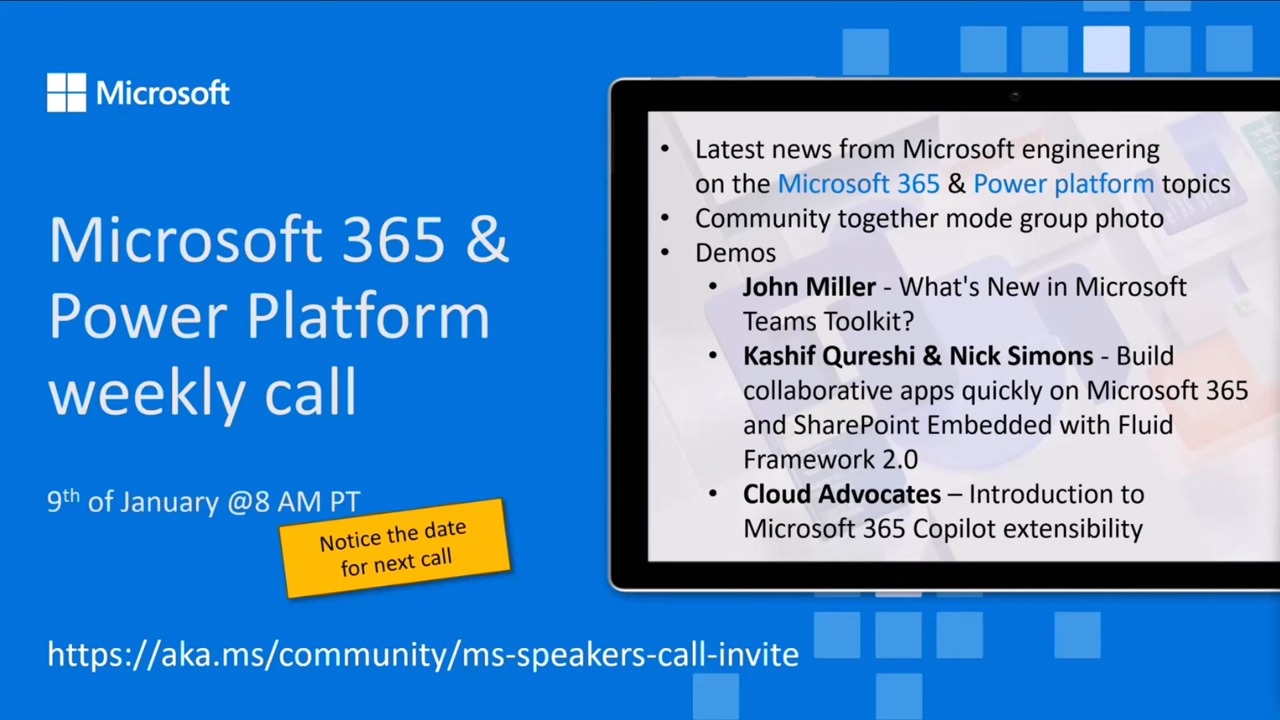 Microsoft
Microsoft 365 &
Power Platform
weekly call
9th of January @8 AM PT
Notice the date
for next call
https://aka.ms/community/ms-speakers-call-invite
• Latest news from Microsoft engineering
on the Microsoft 365 & Power platform topics
• Community together mode group photo
• Demos
• John Miller - What's New in Microsoft
Teams Toolkit?
• Kashif Qureshi & Nick Simons - Build
collaborative apps quickly on Microsoft 365
and SharePoint Embedded with Fluid
Framework 2.0
• Cloud Advocates – Introduction to
Microsoft 365 Copilot extensibility